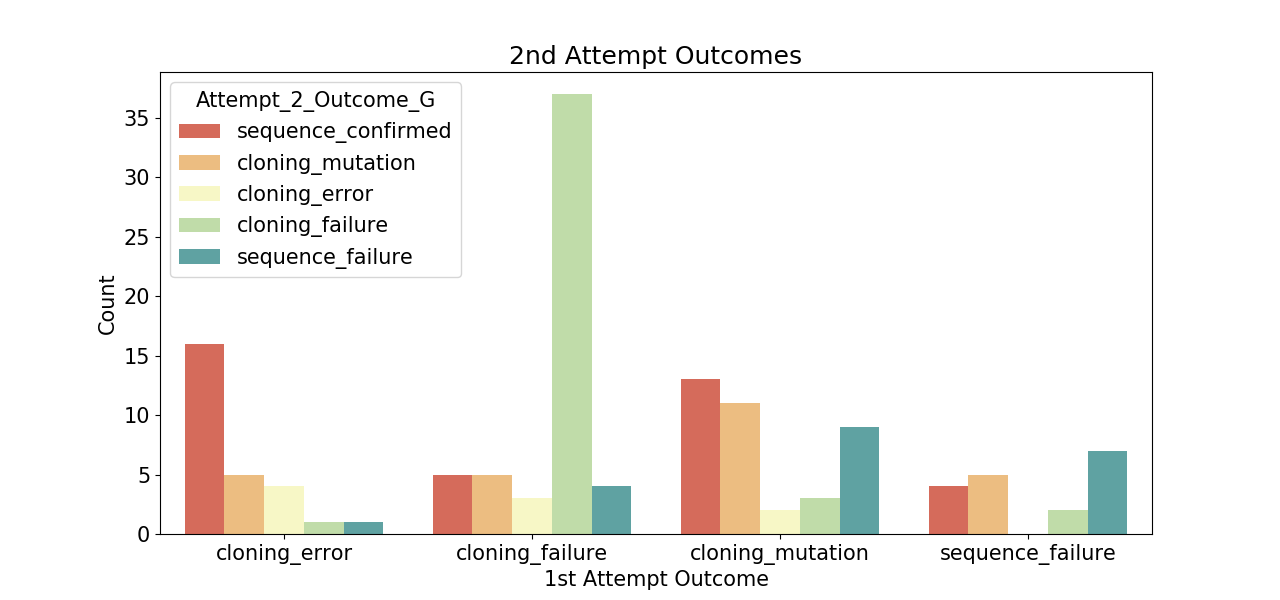 2nd Attempt Outcomes
Attempt_2_Outcome_G
sequence_confirmed
cloning_mutation
cloning_error
cloning_failure
sequence_failure
Count
35
30
25
20
15
10
5
0
cloning_error cloning_failure cloning_mutation sequence_failure
1st Attempt Outcome